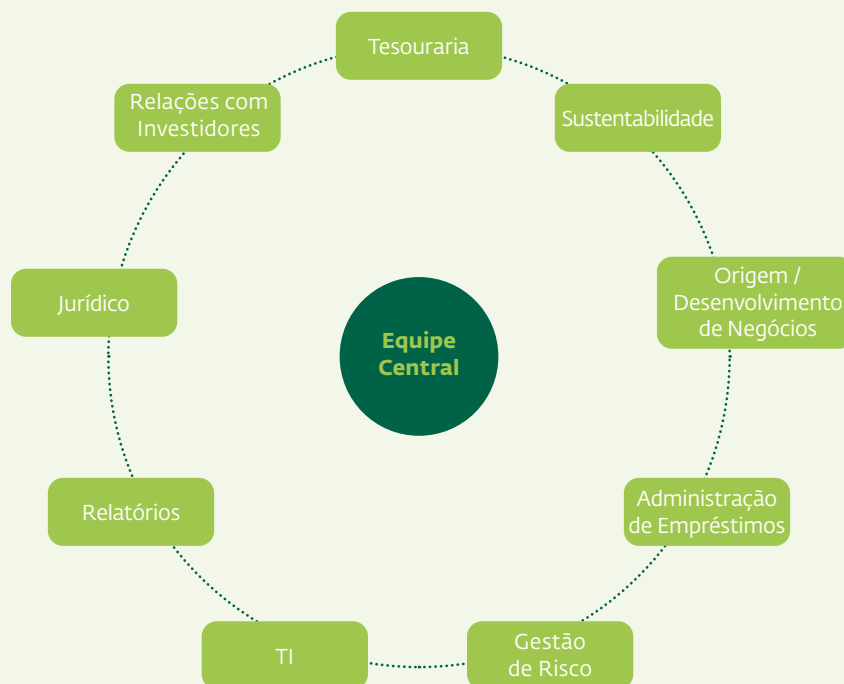 Tesouraria
Relações com
Investidores
Sustentabilidade
Jurídico
Origem /
Desenvolvimento
de Negócios
Equipe
Central
Relatórios
Administração
de Empréstimos
TI
Gestão
de Risco